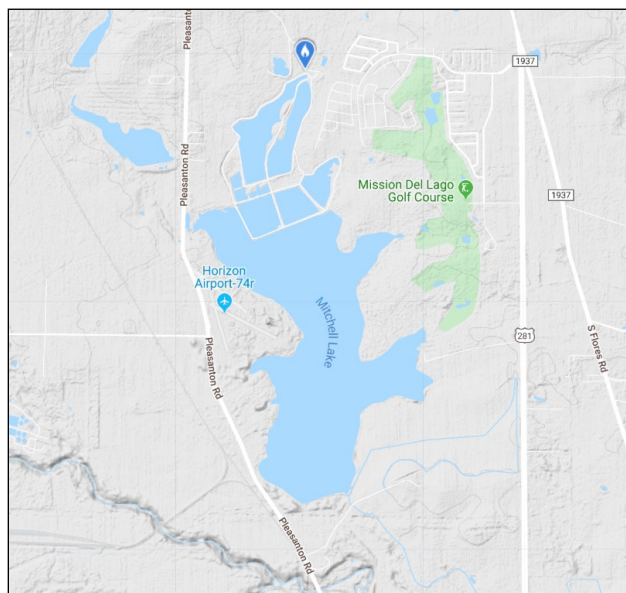 Pleasanton
1937
Pleasanton Rd
Mission Del Lago
Golf Course
1937
Horizon
Airport-74r
Mitchell Lake
281
S Flores Rd
Pleasanton Rd
Pleasanton Rd